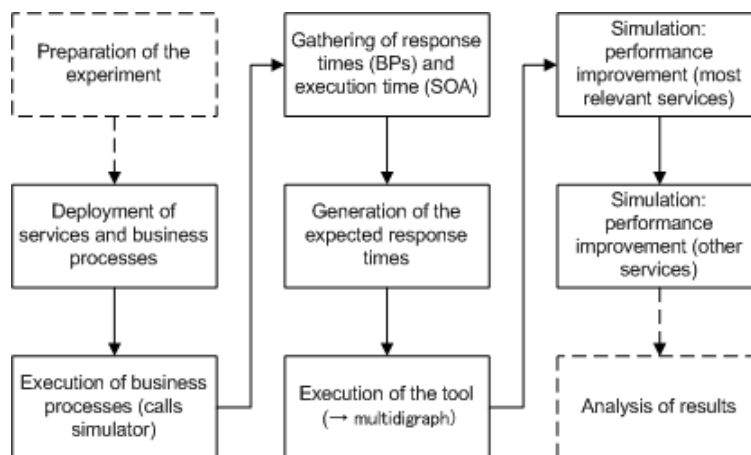 Preparation of the
experiment
Deployment of
services and business
processes
Execution of business
processes (calls
simulator)
Gathering of response
times (BPs) and
execution time (SOA)
Generation of the
expected response
times
Execution of the tool
(→ multidigraph)
Simulation:
performance
improvement (most
relevant services)
Simulation:
performance
improvement (other
services)
Analysis of results